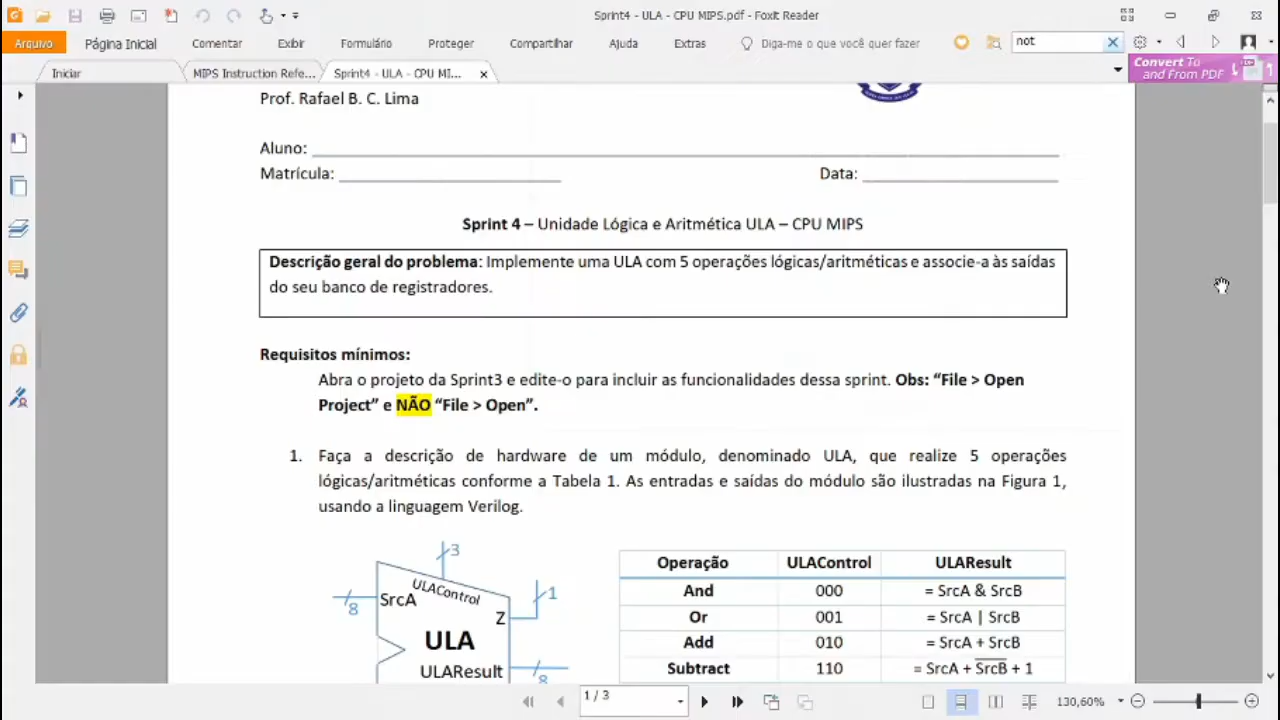 Sprint4 - ULA - CPU MIPS.pdf - Foxit Reader
Arquivo Página Inicial Comentar Exibir Formulário Proteger Compartilhar Ajuda Extras Diga-me o que você quer fazer not
Iniciar MIPS Instruction Refe... Sprint4 - ULA - CPU MI...
Convert To
and From PDF
Prof. Rafael B. C. Lima
Aluno:
Matrícula: Data:
Sprint 4 – Unidade Lógica e Aritmética ULA – CPU MIPS
Descrição geral do problema: Implemente uma ULA com 5 operações lógicas/aritméticas e associe-a às saídas
do seu banco de registradores.
Requisitos mínimos:
Abra o projeto da Sprint3 e edite-o para incluir as funcionalidades dessa sprint. Obs: “File > Open
Project” e NÃO “File > Open”.
1. Faça a descrição de hardware de um módulo, denominado ULA, que realize 5 operações
lógicas/aritméticas conforme a Tabela 1. As entradas e saídas do módulo são ilustradas na Figura 1,
usando a linguagem Verilog.
3
ULAControl
8
SrcA
1
Z
ULA
ULAResult
8
Operação ULAControl ULAResult
And 000 = SrcA & SrcB
Or 001 = SrcA | SrcB
Add 010 = SrcA + SrcB
Subtract 110 = SrcA + S̅r̅c̅B̅ + 1
1 / 3
130,60%